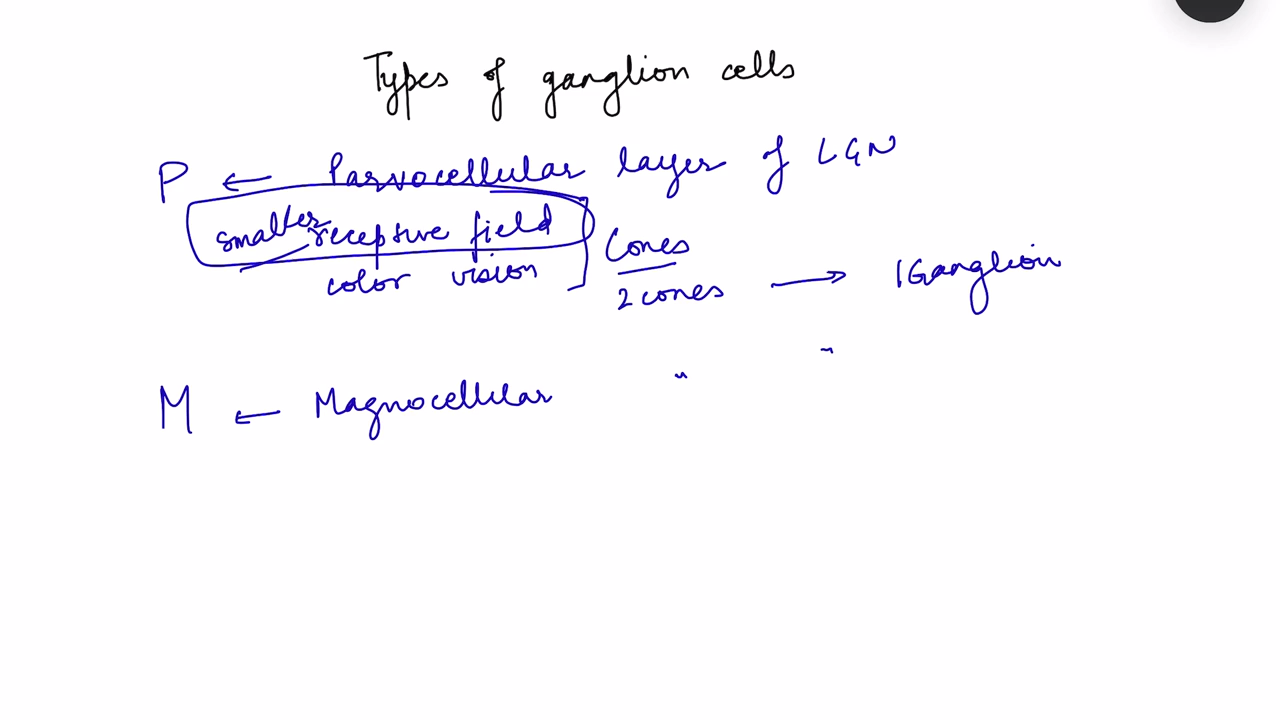 Types of ganglion cells
P ← Parvocellular layer of LGN
smaller receptive field
color vision
Cones
2 cones → 1 Ganglion
M ← Magnocellular " "